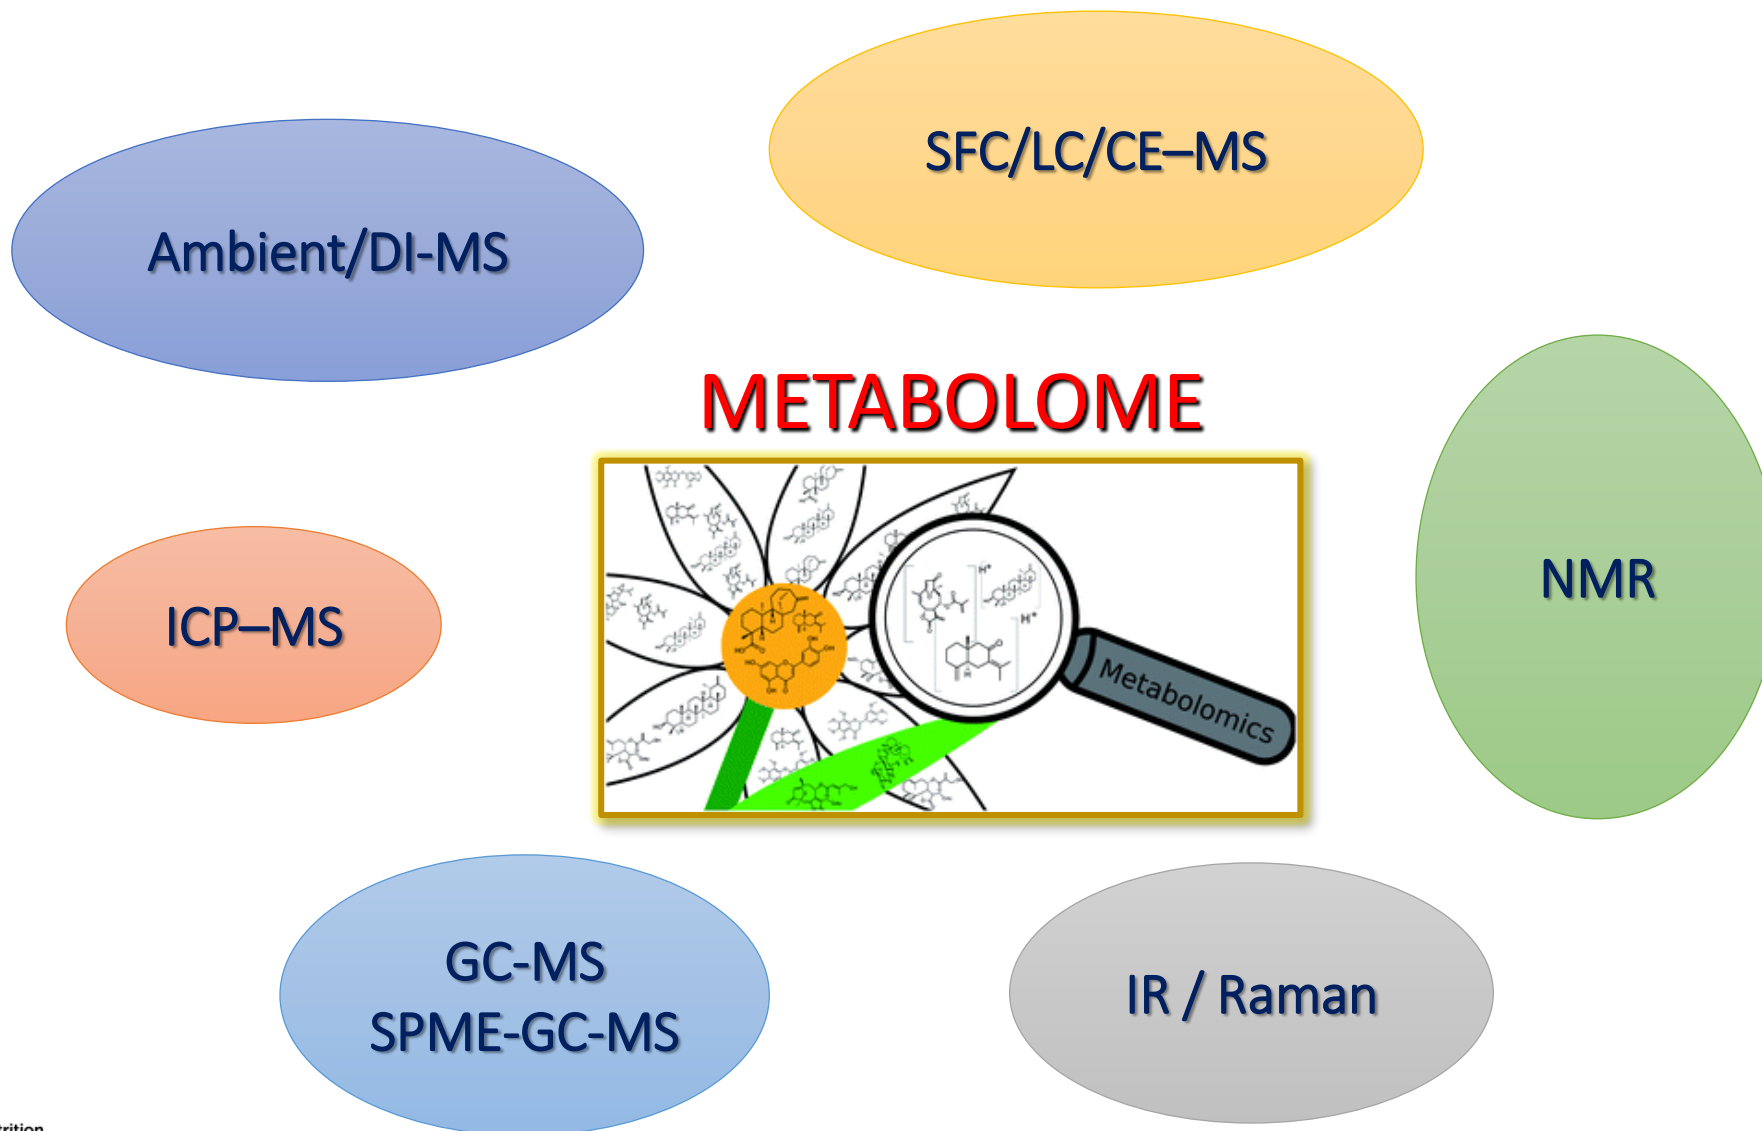 SFC/LC/CE–MS
Ambient/DI-MS
METABOLOME
NMR
ICP–MS
Metabolomics
GC-MS
SPME-GC-MS
IR / Raman